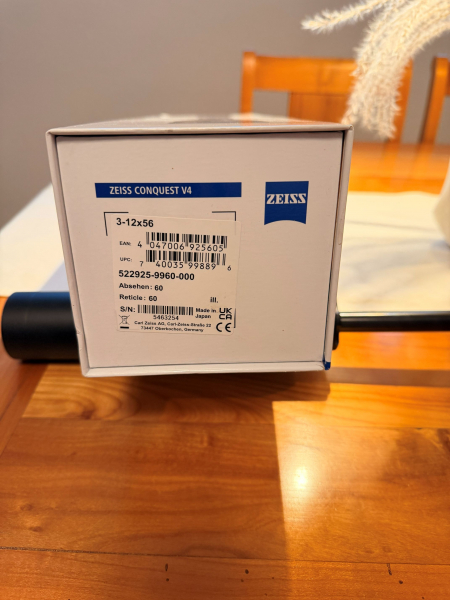 ZEISS CONQUEST V4
ZEISS
3-12x56
EAN: 4 047006 925605
UPC: 7 40035 99889 6
522925-9960-000
Absehen: 60
Reticle: 60 ill.
S/N: Made in Japan UKCA
5463254
Carl Zeiss AG, Carl-Zeiss-Straße 22
73447 Oberkochen, Germany
CE